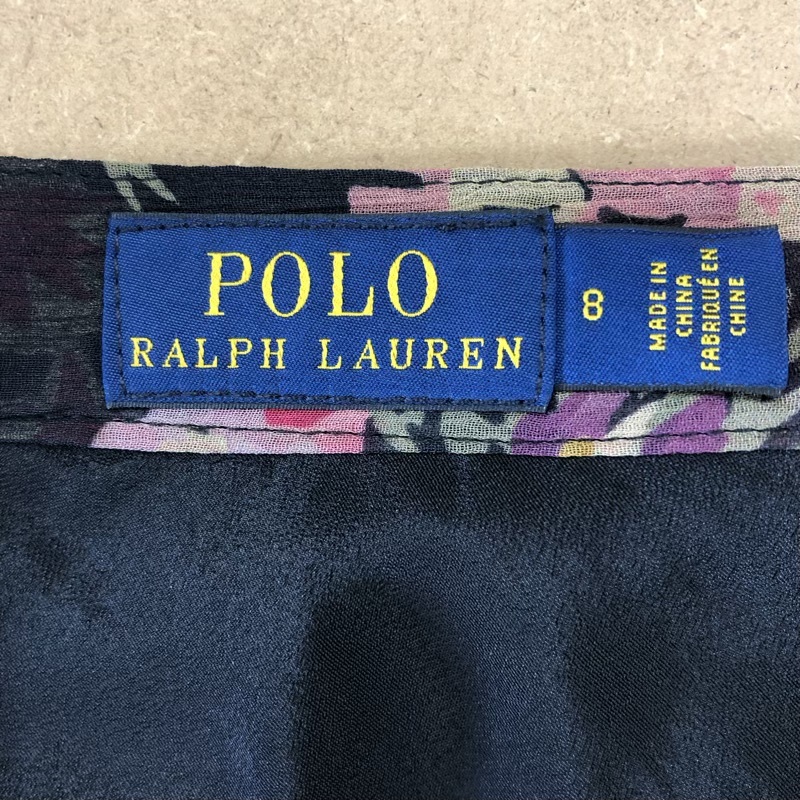 POLO
RALPH LAUREN
8
MADE IN
CHINA
FABRIQUÉ EN
CHINE